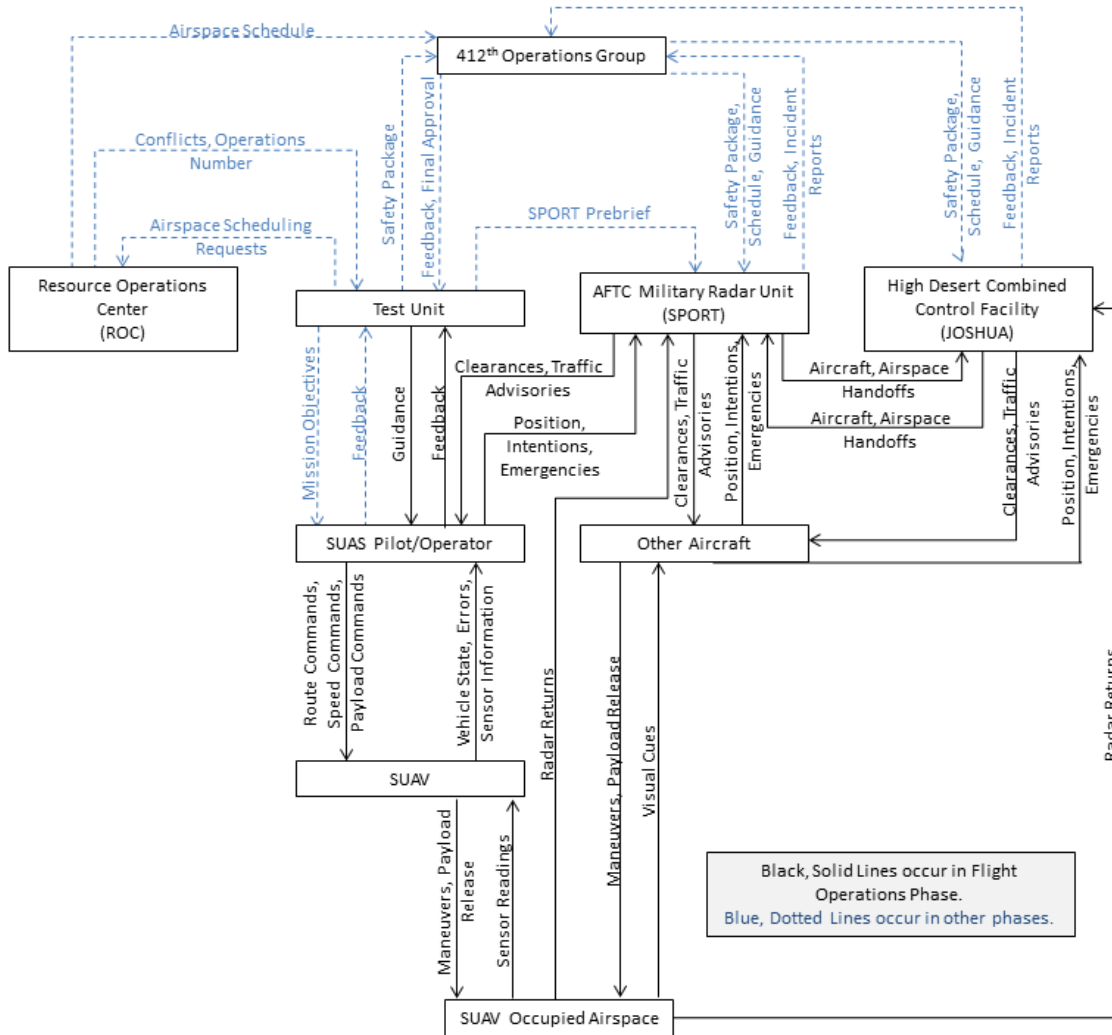 Airspace Schedule
412th Operations Group
Conflicts, Operations
Number
Airspace Scheduling
Requests
Safety Package
Feedback, Final Approval
SPORT Prebrief
Safety Package,
Schedule, Guidance
Feedback, Incident
Reports
Safety Package,
Schedule, Guidance
Feedback, Incident
Reports
Resource Operations
Center
(ROC)
Test Unit
AFTC Military Radar Unit
(SPORT)
High Desert Combined
Control Facility
(JOSHUA)
Mission Objectives
Feedback
Guidance
Feedback
Clearances, Traffic
Advisories
Position,
Intentions,
Emergencies
Clearances, Traffic
Advisories
Position, Intentions,
Emergencies
Aircraft, Airspace
Handoffs
Aircraft, Airspace
Handoffs
Clearances, Traffic
Advisories
Position, Intentions,
Emergencies
SUAS Pilot/Operator
Other Aircraft
Route Commands,
Speed Commands,
Payload Commands
Vehicle State, Errors,
Sensor Information
Radar Returns
Maneuvers, Payload Release
Visual Cues
Radar Returns
SUAV
Maneuvers, Payload
Release
Sensor Readings
Black, Solid Lines occur in Flight
Operations Phase.
Blue, Dotted Lines occur in other phases.
SUAV Occupied Airspace